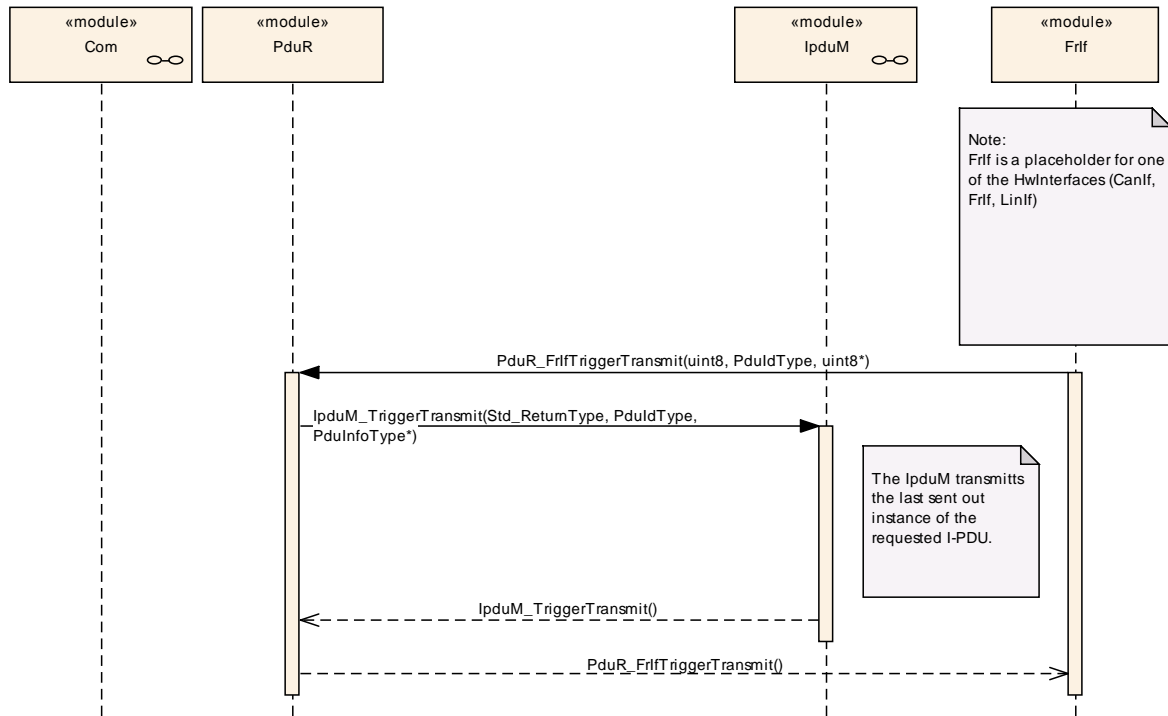 «module»
Com
«module»
PduR
«module»
IpduM
«module»
FrIf
Note:
FrIf is a placeholder for one
of the HwInterfaces (CanIf,
FrIf, LinIf)
PduR_FrIfTriggerTransmit(uint8, PduIdType, uint8*)
IpduM_TriggerTransmit(Std_ReturnType, PduIdType,
PduInfoType*)
The IpduM transmitts
the last sent out
instance of the
requested I-PDU.
IpduM_TriggerTransmit()
PduR_FrIfTriggerTransmit()